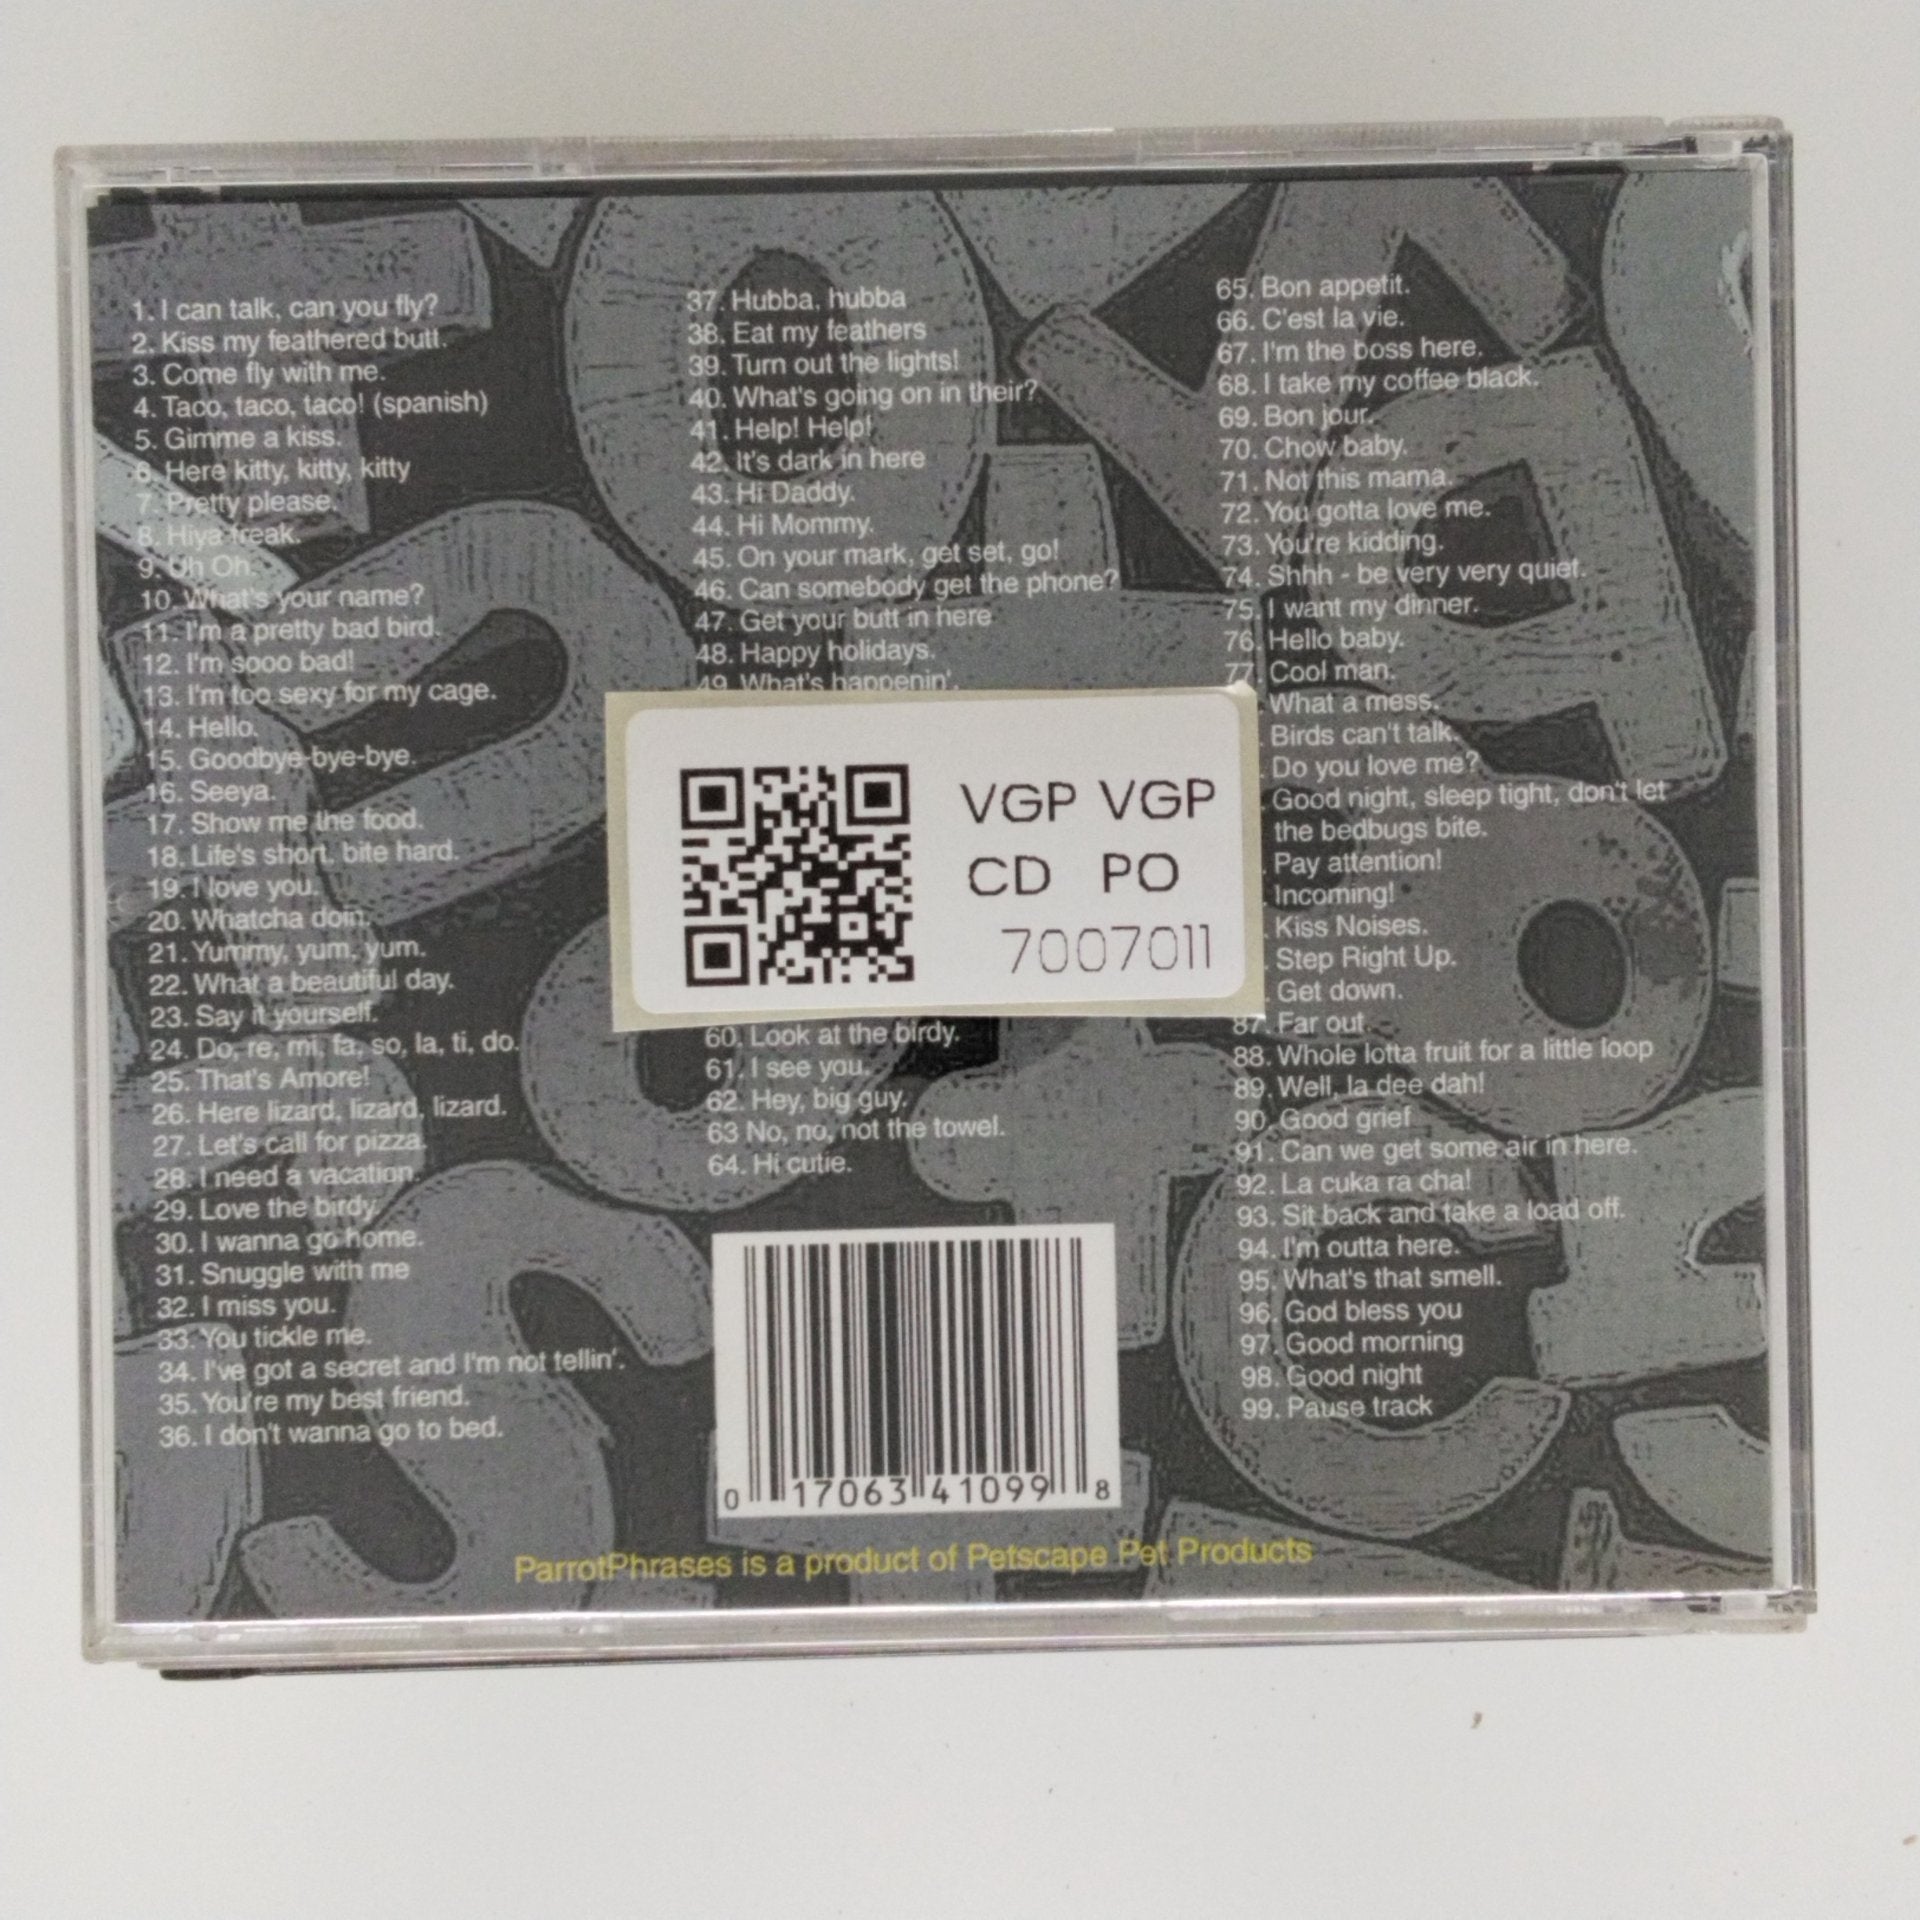 1. I can talk, can you fly?
2. Kiss my feathered butt.
3. Come fly with me.
4. Taco, taco, taco! (spanish)
5. Gimme a kiss.
6. Here kitty, kitty, kitty
7. Pretty please.
8. Hiya freak.
9. Uh Oh.
10. What's your name?
11. I'm a pretty bad bird.
12. I'm sooo bad!
13. I'm too sexy for my cage.
14. Hello.
15. Goodbye-bye-bye.
16. Seeya.
17. Show me the food.
18. Life's short, bite hard.
19. I love you.
20. Whatcha doin.
21. Yummy, yum, yum.
22. What a beautiful day.
23. Say it yourself.
24. Do, re, mi, fa, so, la, ti, do.
25. That's Amore!
26. Here lizard, lizard, lizard.
27. Let's call for pizza.
28. I need a vacation.
29. Love the birdy.
30. I wanna go home.
31. Snuggle with me
32. I miss you.
33. You tickle me.
34. I've got a secret and I'm not tellin'.
35. You're my best friend.
36. I don't wanna go to bed.
37. Hubba, hubba
38. Eat my feathers
39. Turn out the lights!
40. What's going on in their?
41. Help! Help!
42. It's dark in here
43. Hi Daddy.
44. Hi Mommy.
45. On your mark, get set, go!
46. Can somebody get the phone?
47. Get your butt in here
48. Happy holidays.
49. What's happenin'.
VGP VGP
CD PO
7007011
60. Look at the birdy.
61. I see you.
62. Hey, big guy.
63 No, no, not the towel.
64. Hi cutie.
65. Bon appetit.
66. C'est la vie.
67. I'm the boss here.
68. I take my coffee black.
69. Bon jour.
70. Chow baby.
71. Not this mama.
72. You gotta love me.
73. You're kidding.
74. Shhh - be very very quiet.
75. I want my dinner.
76. Hello baby.
77. Cool man.
. What a mess.
. Birds can't talk.
. Do you love me?
. Good night, sleep tight, don't let
the bedbugs bite.
. Pay attention!
. Incoming!
. Kiss Noises.
. Step Right Up.
. Get down.
87. Far out.
88. Whole lotta fruit for a little loop
89. Well, la dee dah!
90. Good grief
91. Can we get some air in here.
92. La cuka ra cha!
93. Sit back and take a load off.
94. I'm outta here.
95. What's that smell.
96. God bless you
97. Good morning
98. Good night
99. Pause track
0 17063 41099 8
ParrotPhrases is a product of Petscape Pet Products